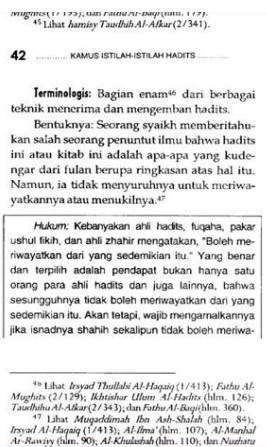 ⁴⁵ Lihat hamisy Taudhih Al-Afkar (2/341).
42 ........... KAMUS ISTILAH-ISTILAH HADITS ...........
Terminologis: Bagian enam⁴⁶ dari berbagai
teknik menerima dan mengemban hadits.
Bentuknya: Seorang syaikh memberitahu-
kan salah seorang penuntut ilmu bahwa hadits
ini atau kitab ini adalah apa-apa yang kude-
ngar dari fulan berupa ringkasan atas hal itu.
Namun, ia tidak menyuruhnya untuk meriwa-
yatkannya atau menukilnya.⁴⁷
Hukum: Kebanyakan ahli hadits, fuqaha, pakar
ushul fikih, dan ahli zhahir mengatakan, "Boleh me-
riwayatkan dari yang sedemikian itu." Yang benar
dan terpilih adalah pendapat bukan hanya satu
orang para ahli hadits dan juga lainnya, bahwa
sesungguhnya tidak boleh meriwayatkan dari yang
sedemikian itu. Akan tetapi, wajib mengamalkannya
jika isnadnya shahih sekalipun tidak boleh meriwa-
⁴⁶ Lihat Irsyad Thullabi Al-Haqaiq (1/413); Fathu Al-
Mughits (2/129); Ikhtishar Ulum Al-Hadits (hlm. 126);
Taudhihu Al-Afkar (2/343); dan Fathu Al-Baqi (hlm. 360).
⁴⁷ Lihat Muqaddimah Ibn Ash-Shalah (hlm. 84);
Irsyad Al-Haqaiq (1/413); Al-Ilma' (hlm. 107); Al-Manhal
Ar-Rawiyy (hlm. 90); Al-Khulashah (hlm. 110); dan Nuzhatu